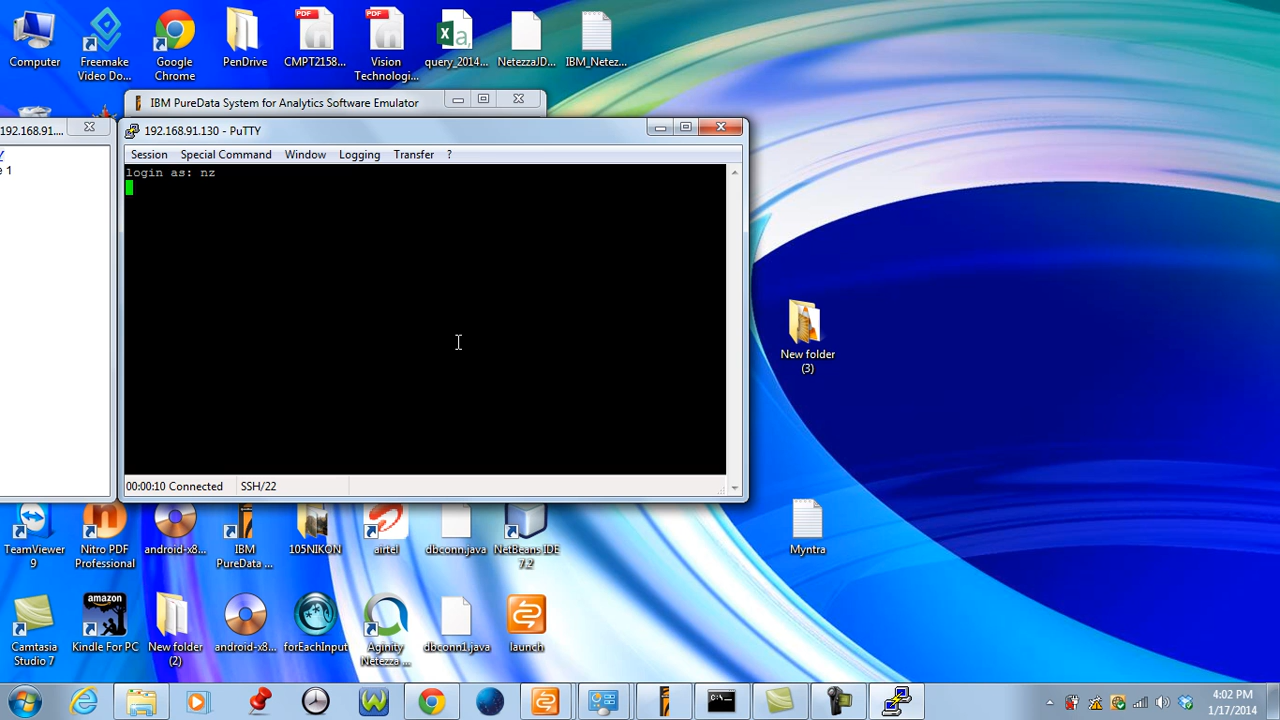 Computer
Freemake
Video Do...
Google
Chrome
PenDrive
CMPT2158...
Vision
Technologi...
query_2014...
NetezzaJD...
IBM_Netez...
IBM PureData System for Analytics Software Emulator
192.168.91....
192.168.91.130 - PuTTY
Session Special Command Window Logging Transfer ?
login as: nz
e 1
00:00:10 Connected SSH/22
New folder
(3)
Myntra
TeamViewer
9
Nitro PDF
Professional
android-x8...
IBM
PureData ...
105NIKON
airtel
dbconn.java
NetBeans IDE
7.2
amazon
Camtasia
Studio 7
Kindle For PC
New folder
(2)
android-x8...
forEachInput
Aginity
Netezza ...
dbconn1.java
launch
4:02 PM
1/17/2014